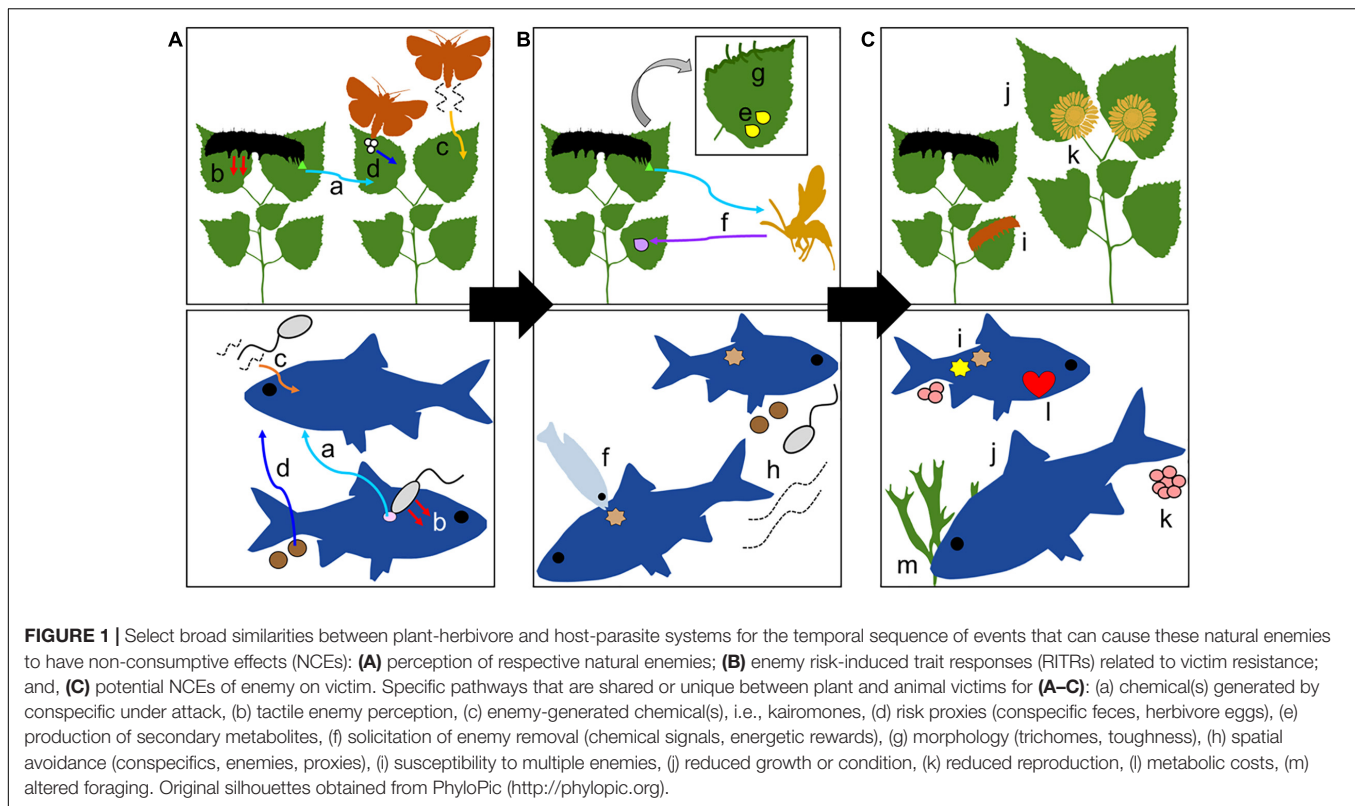 A
B
C
g
e
j
c
d
b
a
k
f
i
c
i
l
f
h
j
d
a
b
k
m
FIGURE 1 | Select broad similarities between plant-herbivore and host-parasite systems for the temporal sequence of events that can cause these natural enemies
to have non-consumptive effects (NCEs): (A) perception of respective natural enemies; (B) enemy risk-induced trait responses (RITRs) related to victim resistance;
and, (C) potential NCEs of enemy on victim. Specific pathways that are shared or unique between plant and animal victims for (A–C): (a) chemical(s) generated by
conspecific under attack, (b) tactile enemy perception, (c) enemy-generated chemical(s), i.e., kairomones, (d) risk proxies (conspecific feces, herbivore eggs), (e)
production of secondary metabolites, (f) solicitation of enemy removal (chemical signals, energetic rewards), (g) morphology (trichomes, toughness), (h) spatial
avoidance (conspecifics, enemies, proxies), (i) susceptibility to multiple enemies, (j) reduced growth or condition, (k) reduced reproduction, (l) metabolic costs, (m)
altered foraging. Original silhouettes obtained from PhyloPic (http://phylopic.org).